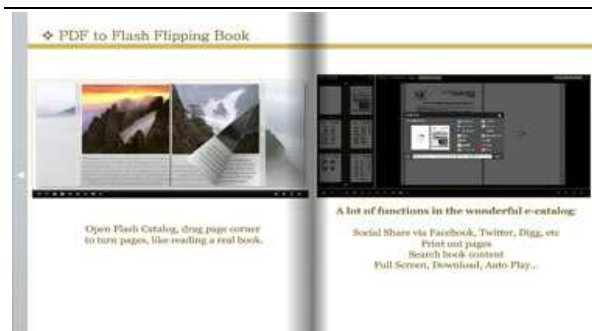 ❖ PDF to Flash Flipping Book
Open Flash Catalog, drag page corner
to turn pages, like reading a real book.
A lot of functions in the wonderful e-catalog:
Social Share via Facebook, Twitter, Digg, etc
Print out pages
Search book content
Full Screen, Download, Auto Play...